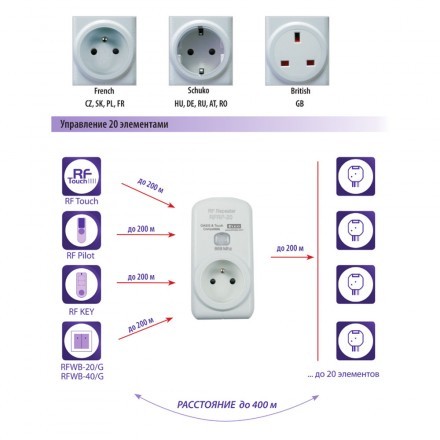 French
CZ, SK, PL, FR
Schuko
HU, DE, RU, AT, RO
British
GB
Управление 20 элементами
RF
Touch
RF Touch
до 200 м
RF Pilot
до 200 м
RF KEY
до 200 м
RFWB-20/G
RFWB-40/G
до 200 м
RF Repeater
до 200 м
... до 20 элементов
РАССТОЯНИЕ до 400 м